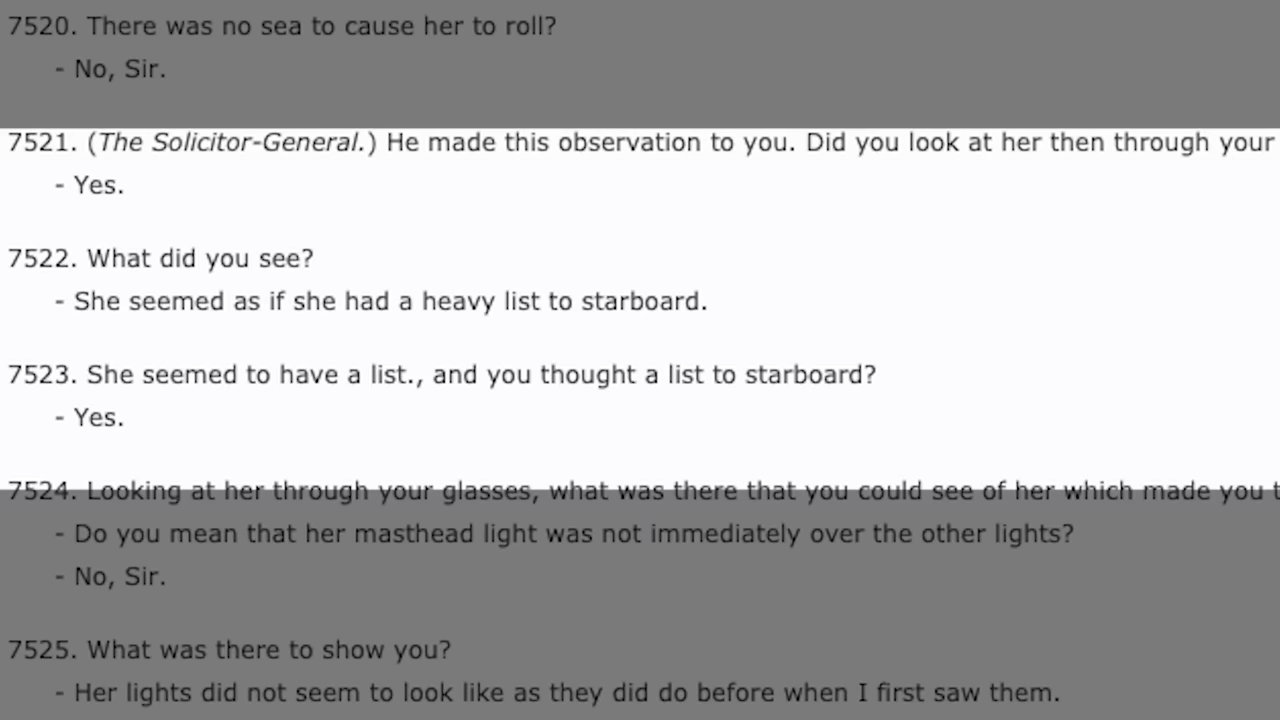 7520. There was no sea to cause her to roll?
- No, Sir.
7521. (The Solicitor-General.) He made this observation to you. Did you look at her then through your
- Yes.
7522. What did you see?
- She seemed as if she had a heavy list to starboard.
7523. She seemed to have a list., and you thought a list to starboard?
- Yes.
7524. Looking at her through your glasses, what was there that you could see of her which made you
- Do you mean that her masthead light was not immediately over the other lights?
- No, Sir.
7525. What was there to show you?
- Her lights did not seem to look like as they did do before when I first saw them.